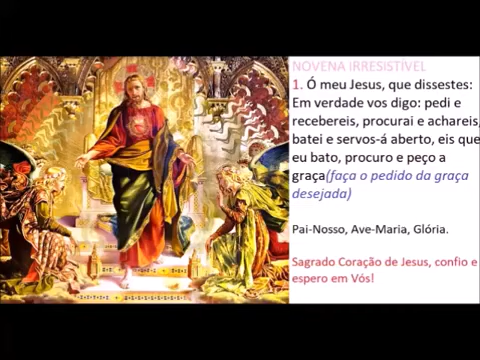 NOVENA IRRESISTÍVEL
1. Ó meu Jesus, que dissestes:
Em verdade vos digo: pedi e
recebereis, procurai e achareis,
batei e servos-á aberto, eis que
eu bato, procuro e peço a
graça(faça o pedido da graça
desejada)
Pai-Nosso, Ave-Maria, Glória.
Sagrado Coração de Jesus, confio e
espero em Vós!